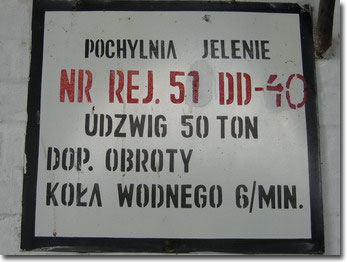 POCHYLNIA JELENIE
NR REJ. 51 DD-40
UDZWIG 50 TON
DOP. OBROTY
KOŁA WODNEGO 6/MIN.